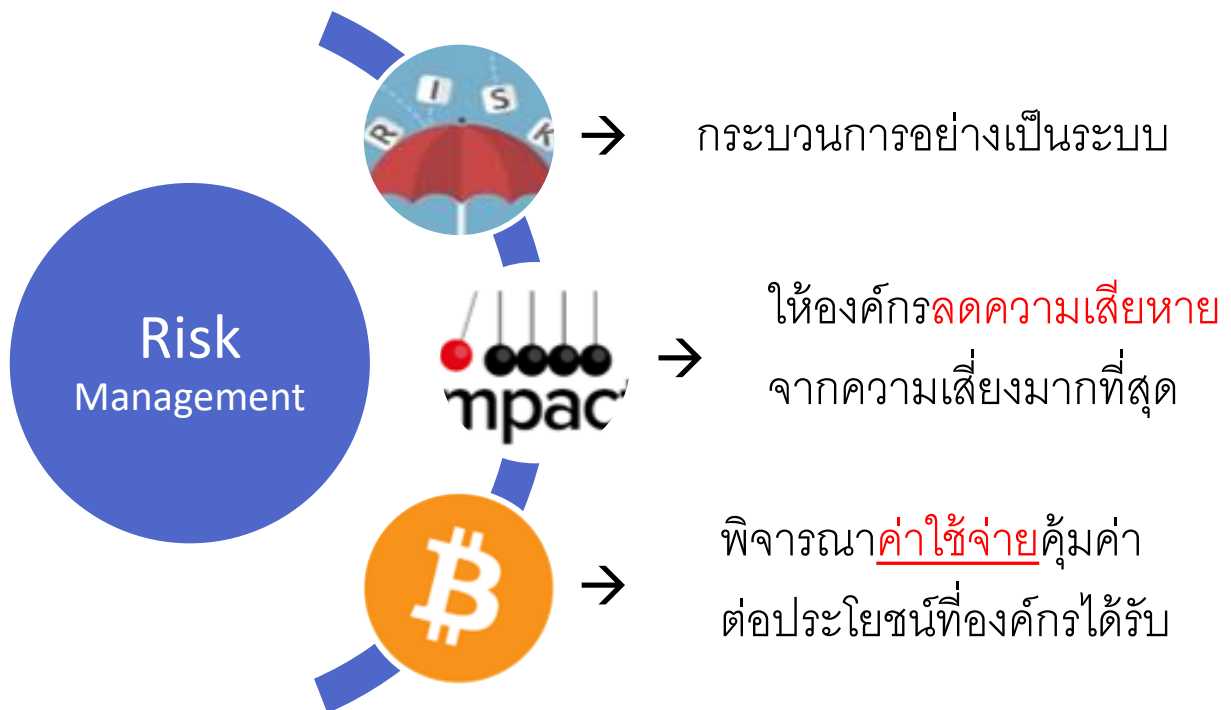 R I S K
กระบวนการอย่างเป็นระบบ
Risk
Management
mpac
ให้องค์กรลดความเสียหาย
จากความเสี่ยงมากที่สุด
พิจารณาค่าใช้จ่ายคุ้มค่า
ต่อประโยชน์ที่องค์กรได้รับ